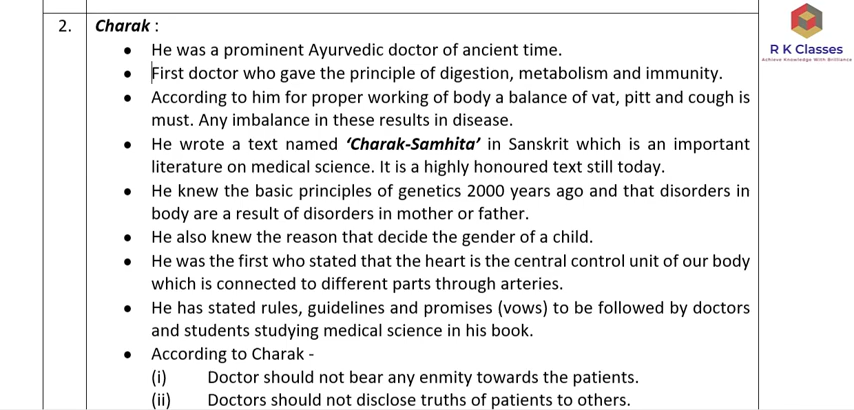 2. Charak :
• He was a prominent Ayurvedic doctor of ancient time.
• First doctor who gave the principle of digestion, metabolism and immunity.
• According to him for proper working of body a balance of vat, pitt and cough is
must. Any imbalance in these results in disease.
• He wrote a text named ‘Charak-Samhita’ in Sanskrit which is an important
literature on medical science. It is a highly honoured text still today.
• He knew the basic principles of genetics 2000 years ago and that disorders in
body are a result of disorders in mother or father.
• He also knew the reason that decide the gender of a child.
• He was the first who stated that the heart is the central control unit of our body
which is connected to different parts through arteries.
• He has stated rules, guidelines and promises (vows) to be followed by doctors
and students studying medical science in his book.
• According to Charak -
(i) Doctor should not bear any enmity towards the patients.
(ii) Doctors should not disclose truths of patients to others.
R K Classes
Achieve Knowledge With Brilliance